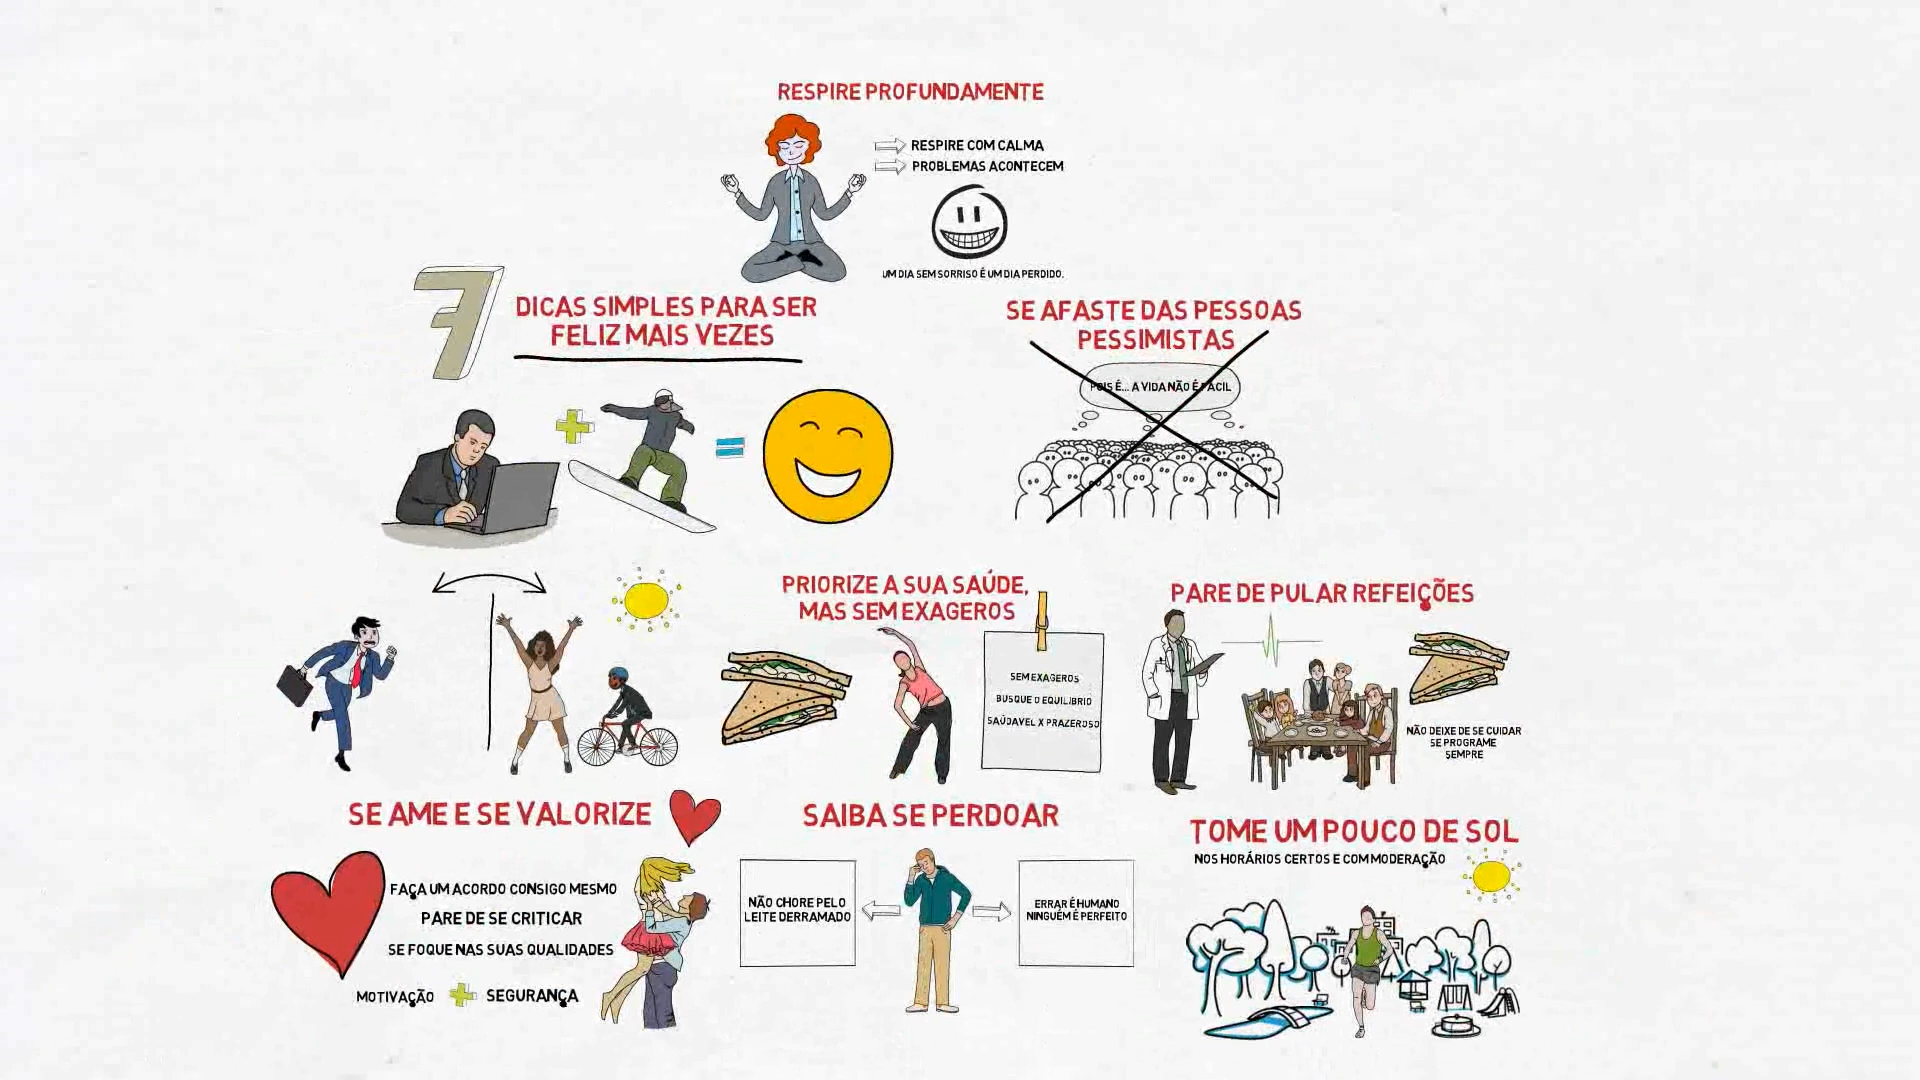 RESPIRE PROFUNDAMENTE
RESPIRE COM CALMA
PROBLEMAS ACONTECEM
UM DIA SEM SORRISO É UM DIA PERDIDO.
7
DICAS SIMPLES PARA SER
FELIZ MAIS VEZES
SE AFASTE DAS PESSOAS
PESSIMISTAS
POIS É... A VIDA NÃO É FÁCIL
PRIORIZE A SUA SAÚDE,
MAS SEM EXAGEROS
SEM EXAGEROS
BUSQUE O EQUILIBRIO
SAÚDAVEL X PRAZEROSO
PARE DE PULAR REFEIÇÕES
NÃO DEIXE DE SE CUIDAR
SE PROGRAME
SEMPRE
SE AME E SE VALORIZE
FAÇA UM ACORDO CONSIGO MESMO
PARE DE SE CRITICAR
SE FOQUE NAS SUAS QUALIDADES
MOTIVAÇÃO + SEGURANÇA
SAIBA SE PERDOAR
NÃO CHORE PELO
LEITE DERRAMADO
ERRAR É HUMANO
NINGUÉM É PERFEITO
TOME UM POUCO DE SOL
NOS HORÁRIOS CERTOS E COM MODERAÇÃO